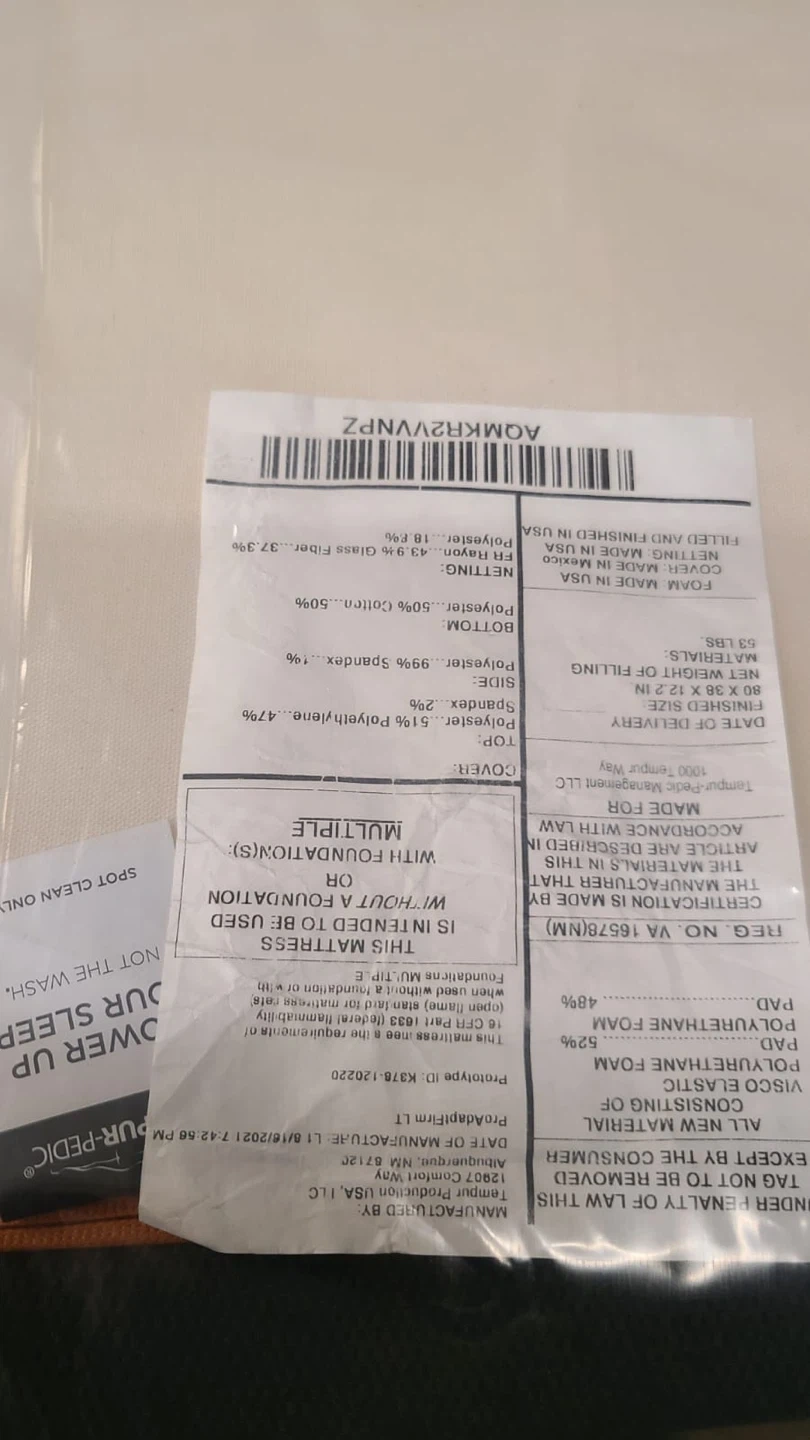 UNDER PENALTY OF LAW THIS
TAG NOT TO BE REMOVED
EXCEPT BY THE CONSUMER
ALL NEW MATERIAL
CONSISTING OF
VISCO ELASTIC
POLYURETHANE FOAM
PAD.................... 52%
POLYURETHANE FOAM
PAD.................... 48%
REG. NO. VA 16578(NM)
CERTIFICATION IS MADE BY
THE MANUFACTURER THAT
THE MATERIALS IN THIS
ARTICLE ARE DESCRIBED IN
ACCORDANCE WITH LAW
MADE FOR
Tempur-Pedic Management LLC
1000 Tempur Way
DATE OF DELIVERY
FINISHED SIZE:
80 X 38 X 12.2 IN
NET WEIGHT OF FILLING
MATERIALS:
53 LBS.
FOAM: MADE IN USA
COVER: MADE IN Mexico
NETTING: MADE IN USA
FILLED AND FINISHED IN USA
MANUFACTURED BY:
Tempur Production USA, LLC
12907 Comfort Way
Albuquerque, NM 87120
DATE OF MANUFACTURE: L1 6/16/2021 7:42:56 PM
ProAdaptFirm LT
Prototype ID: K378-120220
This mattress meets the requirements of
16 CFR Part 1633 (federal flammability
(open flame) standard for mattress sets)
when used without a foundation or with
Foundations MULTIPLE
THIS MATTRESS
IS INTENDED TO BE USED
WITHOUT A FOUNDATION
OR
WITH FOUNDATION(S):
MULTIPLE
COVER:
TOP:
Polyester...51% Polyethylene...47%
Spandex...2%
SIDE:
Polyester...99% Spandex...1%
BOTTOM:
Polyester...50% Cotton...50%
NETTING:
FR Rayon...43.9% Glass Fiber...37.3%
Polyester...18.8%
AQMKR2VVNPZ
PUR-PEDIC®
OWER UP
OUR SLEEP
NOT THE WASH.
SPOT CLEAN ONLY